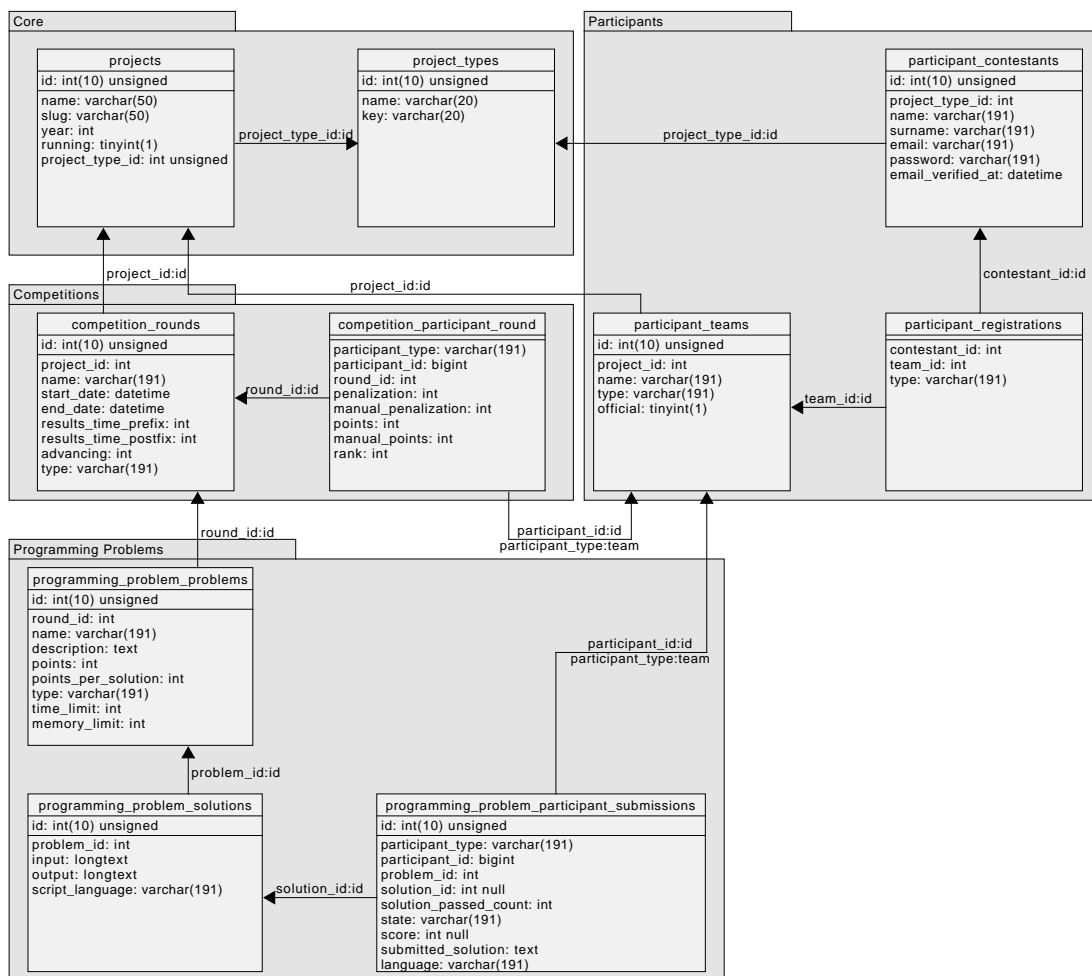 Core
projects
id: int(10) unsigned
name: varchar(50)
slug: varchar(50)
year: int
running: tinyint(1)
project_type_id: int unsigned
project_type_id:id
project_types
id: int(10) unsigned
name: varchar(20)
key: varchar(20)
Participants
participant_contestants
id: int(10) unsigned
project_type_id: int
name: varchar(191)
surname: varchar(191)
email: varchar(191)
password: varchar(191)
email_verified_at: datetime
project_type_id:id
project_id:id
project_id:id
contestant_id:id
Competitions
competition_rounds
id: int(10) unsigned
project_id: int
name: varchar(191)
start_date: datetime
end_date: datetime
results_time_prefix: int
results_time_postfix: int
advancing: int
type: varchar(191)
round_id:id
competition_participant_round
participant_type: varchar(191)
participant_id: bigint
round_id: int
penalization: int
manual_penalization: int
points: int
manual_points: int
rank: int
participant_teams
id: int(10) unsigned
project_id: int
name: varchar(191)
type: varchar(191)
official: tinyint(1)
team_id:id
participant_registrations
contestant_id: int
team_id: int
type: varchar(191)
round_id:id
participant_id:id
participant_type:team
Programming Problems
programming_problem_problems
id: int(10) unsigned
round_id: int
name: varchar(191)
description: text
points: int
points_per_solution: int
type: varchar(191)
time_limit: int
memory_limit: int
participant_id:id
participant_type:team
problem_id:id
programming_problem_solutions
id: int(10) unsigned
problem_id: int
input: longtext
output: longtext
script_language: varchar(191)
solution_id:id
programming_problem_participant_submissions
id: int(10) unsigned
participant_type: varchar(191)
participant_id: bigint
problem_id: int
solution_id: int null
solution_passed_count: int
state: varchar(191)
score: int null
submitted_solution: text
language: varchar(191)